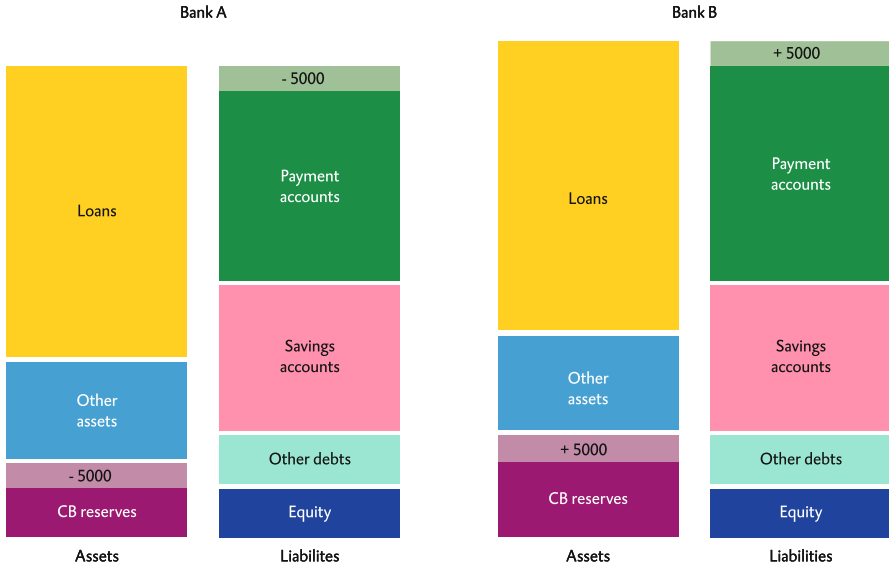 Bank A
Bank B
Loans
Other
assets
- 5000
CB reserves
Assets
- 5000
Payment
accounts
Savings
accounts
Other debts
Equity
Liabilites
Loans
Other
assets
+ 5000
CB reserves
Assets
+ 5000
Payment
accounts
Savings
accounts
Other debts
Equity
Liabilities